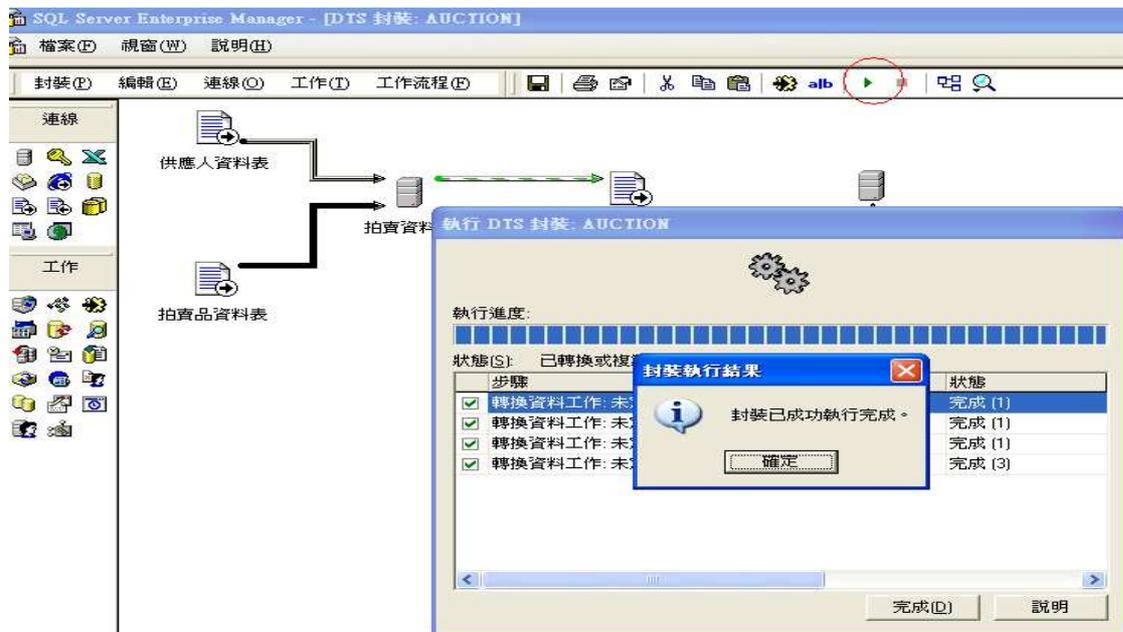 SQL Server Enterprise Manager - [DTS 封裝: AUCTION]
檔案(F) 視窗(W) 說明(H)
封裝(P) 編輯(E) 連線(O) 工作(T) 工作流程(F)
alb
連線
供應人資料表
拍賣資料
工作
拍賣品資料表
執行 DTS 封裝: AUCTION
執行進度:
狀態(S): 已轉換或複
步驟 狀態
轉換資料工作: 未 完成 (1)
轉換資料工作: 未 完成 (1)
轉換資料工作: 未 完成 (1)
轉換資料工作: 未 完成 (3)
封裝執行結果
封裝已成功執行完成。
確定
完成(D) 說明